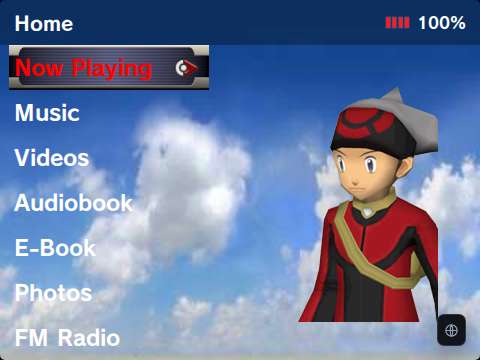 Home
100%
Now Playing
Music
Videos
Audiobook
E-Book
Photos
FM Radio